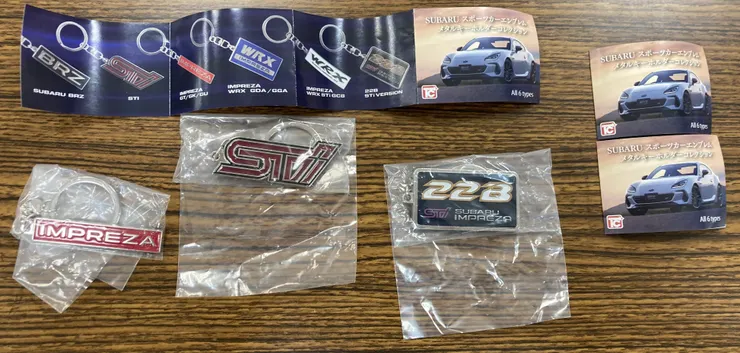 BRZ
SUBARU BRZ
STi
STI
IMPREZA
IMPREZA
GT/GK/GU
WRX
IMPREZA
IMPREZA
WRX GDA/GGA
WRX
IMPREZA
WRX STi GC8
22B
22B
STi VERSION
SUBARU スポーツカーエンブレム
メタルキーホルダーコレクション
TC
All 6 types
SUBARU スポーツカーエンブレム
メタルキーホルダーコレクション
TC
All 6 types
SUBARU スポーツカーエンブレム
メタルキーホルダーコレクション
TC
All 6 types
IMPREZA
STi
22B
STi SUBARU
IMPREZA